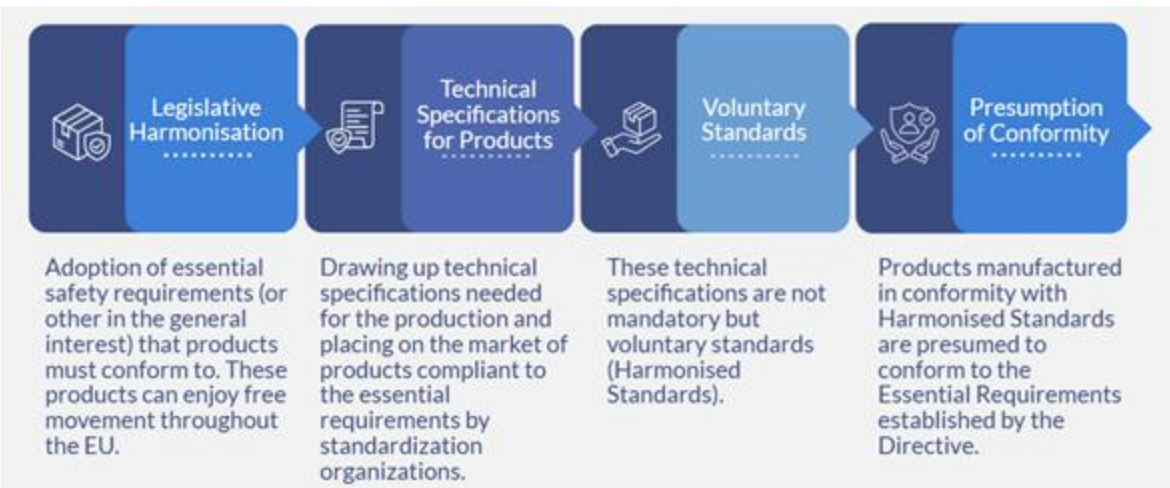 Legislative
Harmonisation
Adoption of essential
safety requirements (or
other in the general
interest) that products
must conform to. These
products can enjoy free
movement throughout
the EU.
Technical
Specifications
for Products
Drawing up technical
specifications needed
for the production and
placing on the market of
products compliant to
the essential
requirements by
standardization
organizations.
Voluntary
Standards
These technical
specifications are not
mandatory but
voluntary standards
(Harmonised
Standards).
Presumption
of Conformity
Products manufactured
in conformity with
Harmonised Standards
are presumed to
conform to the
Essential Requirements
established by the
Directive.